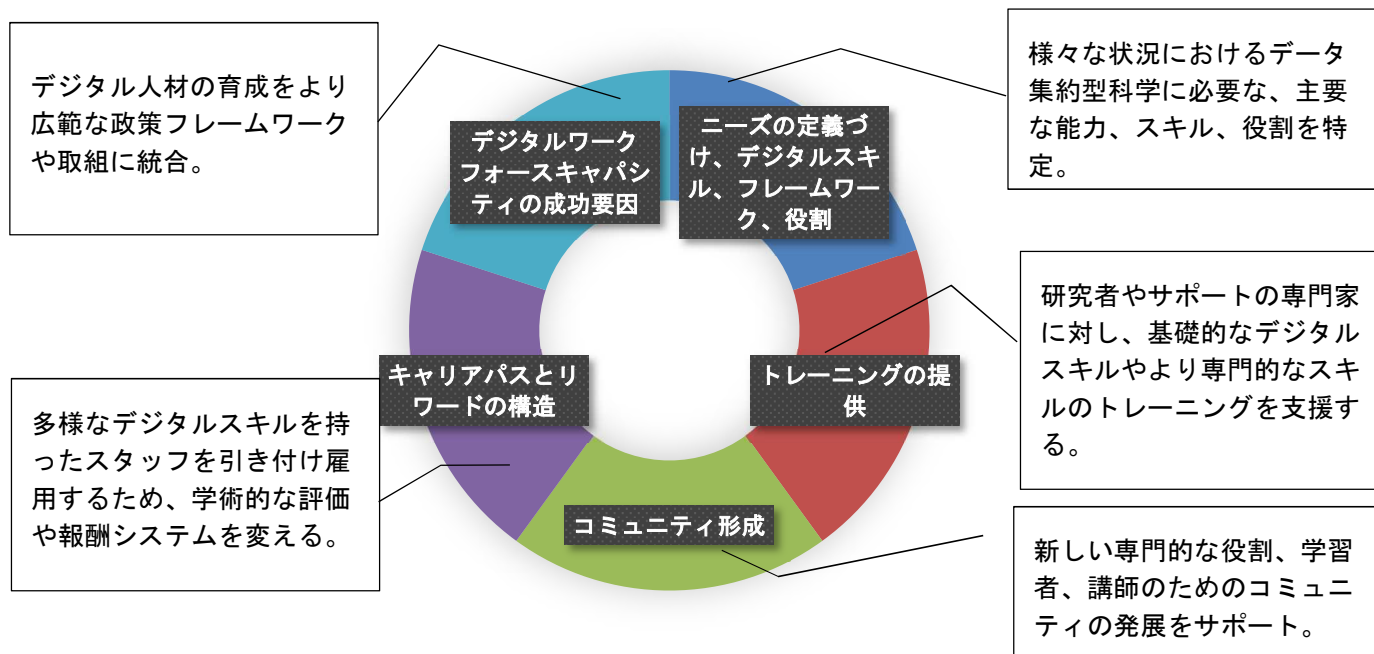 デジタル人材の育成をより
広範な政策フレームワーク
や取組に統合。
様々な状況におけるデータ
集約型科学に必要な、主要
な能力、スキル、役割を特
定。
デジタルワーク
フォースキャパシ
ティの成功要因
ニーズの定義づ
け、デジタルスキ
ル、フレームワー
ク、役割
研究者やサポートの専門家
に対し、基礎的なデジタル
スキルやより専門的なスキ
ルのトレーニングを支援す
る。
キャリアパスとリ
ワードの構造
トレーニングの提
供
多様なデジタルスキルを持
ったスタッフを引き付け雇
用するため、学術的な評価
や報酬システムを変える。
コミュニティ形成
新しい専門的な役割、学習
者、講師のためのコミュニ
ティの発展をサポート。